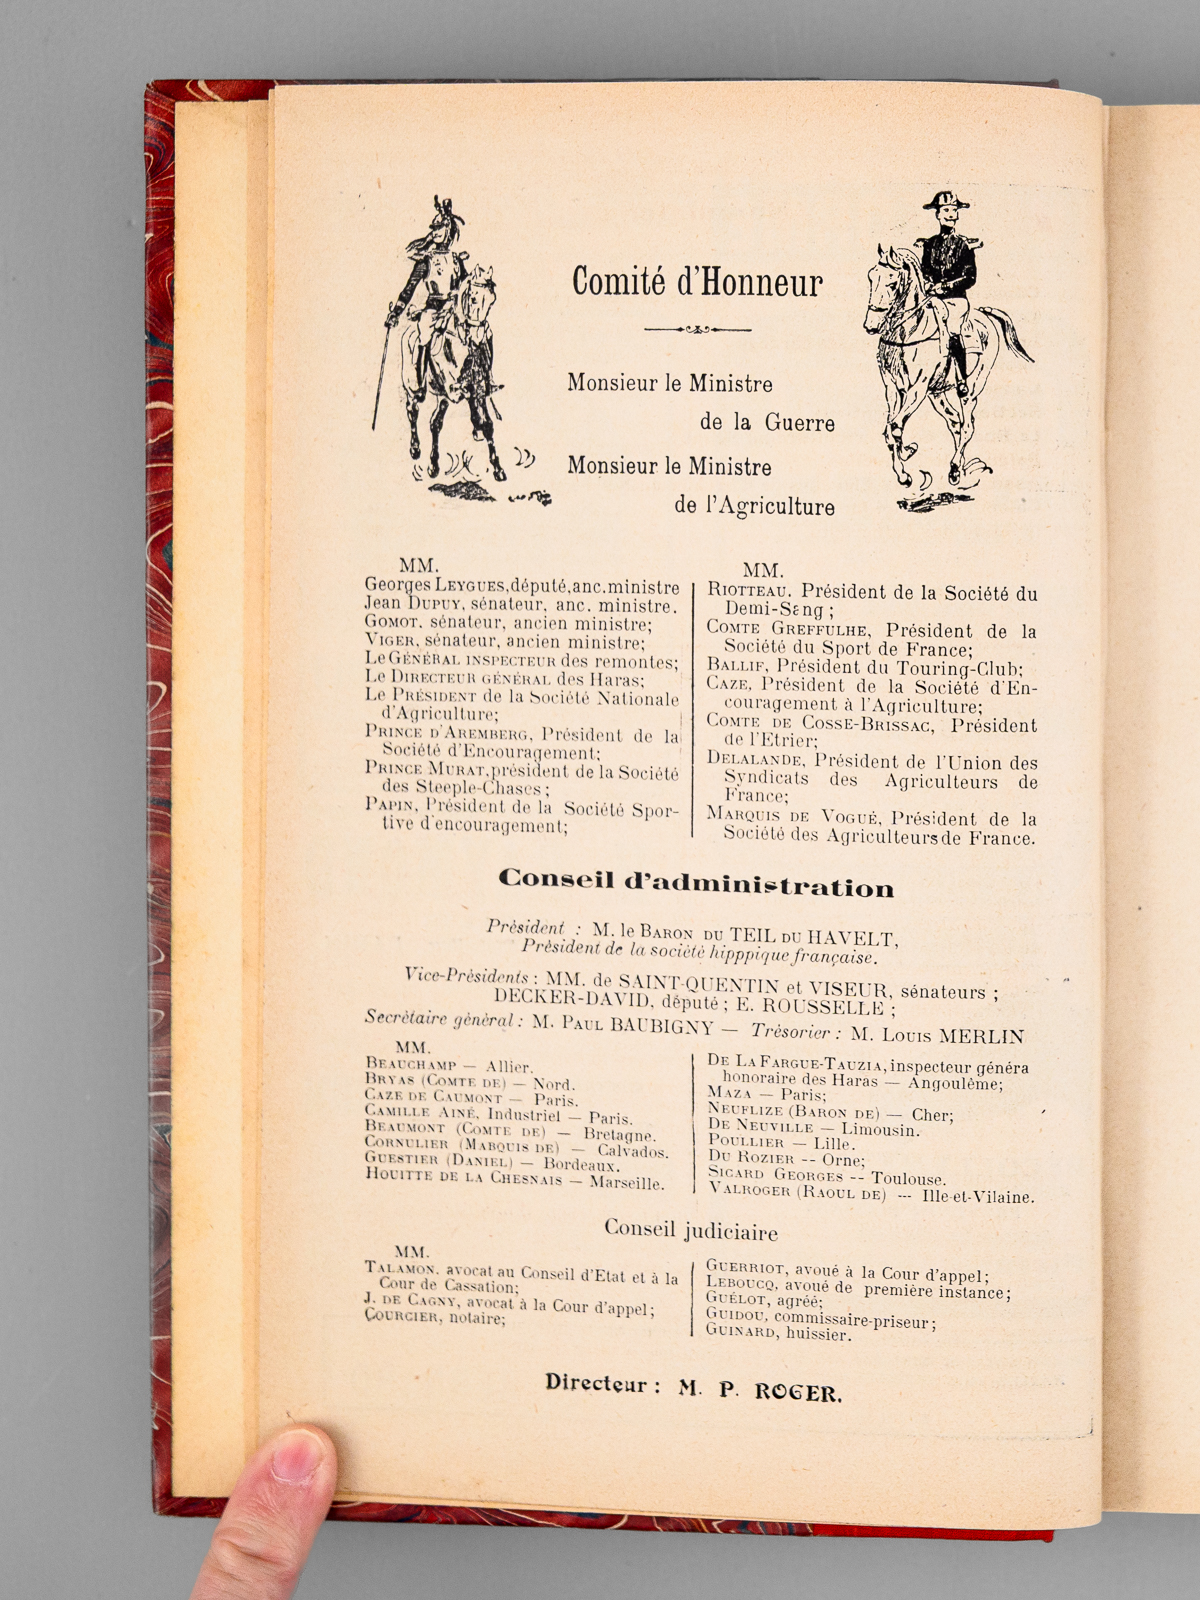 Comité d'Honneur
Monsieur le Ministre
de la Guerre
Monsieur le Ministre
de l'Agriculture
MM.
Georges LEYGUES, député, anc. ministre
Jean DUPUY, sénateur, anc. ministre.
GOMOT, sénateur, ancien ministre;
VIGER, sénateur, ancien ministre;
Le GÉNÉRAL INSPECTEUR des remontes;
Le DIRECTEUR GÉNÉRAL des Haras;
Le PRÉSIDENT de la Société Nationale
d'Agriculture;
PRINCE D'AREMBERG, Président de la
Société d'Encouragement;
PRINCE MURAT, président de la Société
des Steeple-Chases;
PAPIN, Président de la Société Spor-
tive d'encouragement;
MM.
RIOTTEAU. Président de la Société du
Demi-Sang;
COMTE GREFFULHE, Président de la
Société du Sport de France;
BALLIF, Président du Touring-Club;
CAZE, Président de la Société d'En-
couragement à l'Agriculture;
COMTE DE COSSE-BRISSAC, Président
de l'Etrier;
DELALANDE, Président de l'Union des
Syndicats des Agriculteurs de
France;
MARQUIS DE VOGUÉ, Président de la
Société des Agriculteurs de France.
Conseil d'administration
Président : M. le BARON DU TEIL DU HAVELT,
Président de la société hipppique française.
Vice-Présidents : MM. de SAINT-QUENTIN et VISEUR, sénateurs ;
DECKER-DAVID, député ; E. ROUSSELLE ;
Secrétaire général : M. PAUL BAUBIGNY — Trésorier : M. LOUIS MERLIN
MM.
BEAUCHAMP — Allier.
BRYAS (COMTE DE) — Nord.
CAZE DE CAUMONT — Paris.
CAMILLE AINÉ, Industriel — Paris.
BEAUMONT (COMTE DE) — Bretagne.
CORNULIER (MARQUIS DE) — Calvados.
GUESTIER (DANIEL) — Bordeaux.
HOUITTE DE LA CHESNAIS — Marseille.
DE LA FARGUE-TAUZIA, inspecteur généra
honoraire des Haras — Angoulême;
MAZA — Paris;
NEUFLIZE (BARON DE) — Cher;
DE NEUVILLE — Limousin.
POULLIER — Lille.
DU ROZIER -- Orne;
SICARD GEORGES -- Toulouse.
VALROGER (RAOUL DE) --- Ille-et-Vilaine.
Conseil judiciaire
MM.
TALAMON, avocat au Conseil d'Etat et à la
Cour de Cassation;
J. DE CAGNY, avocat à la Cour d'appel;
COURCIER, notaire;
GUERRIOT, avoué à la Cour d'appel;
LEBOUCQ, avoué de première instance;
GUÉLOT, agréé;
GUIDOU, commissaire-priseur;
GUINARD, huissier.
Directeur : M. P. ROGER.